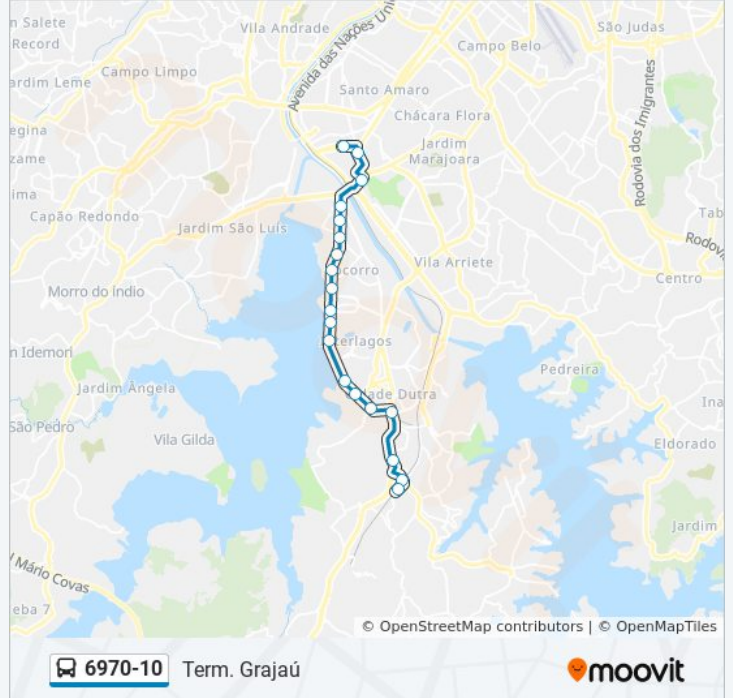 n Salete
Record
Vila Andrade
Avenida das Nações Uni
São Judas
Campo Belo
Campo Limpo
ardim Leme
Santo Amaro
Chácara Flora
egina
Jardim
Marajoara
zame
Rodovia dos Imigrantes
ima
Capão Redondo
Jardim São Luís
Tab
Rodovi
Vila Arriete
Centro
ocorro
Morro do Índio
terlagos
n Idemori
Pedreira
Jardim Ângela
dade Dutra
Ina
São Pedro
Vila Gilda
Eldorado
Jardim
l Mário Covas
eba 7
© OpenStreetMap contributors | © OpenMapTiles
6970-10 Term. Grajaú
moovit